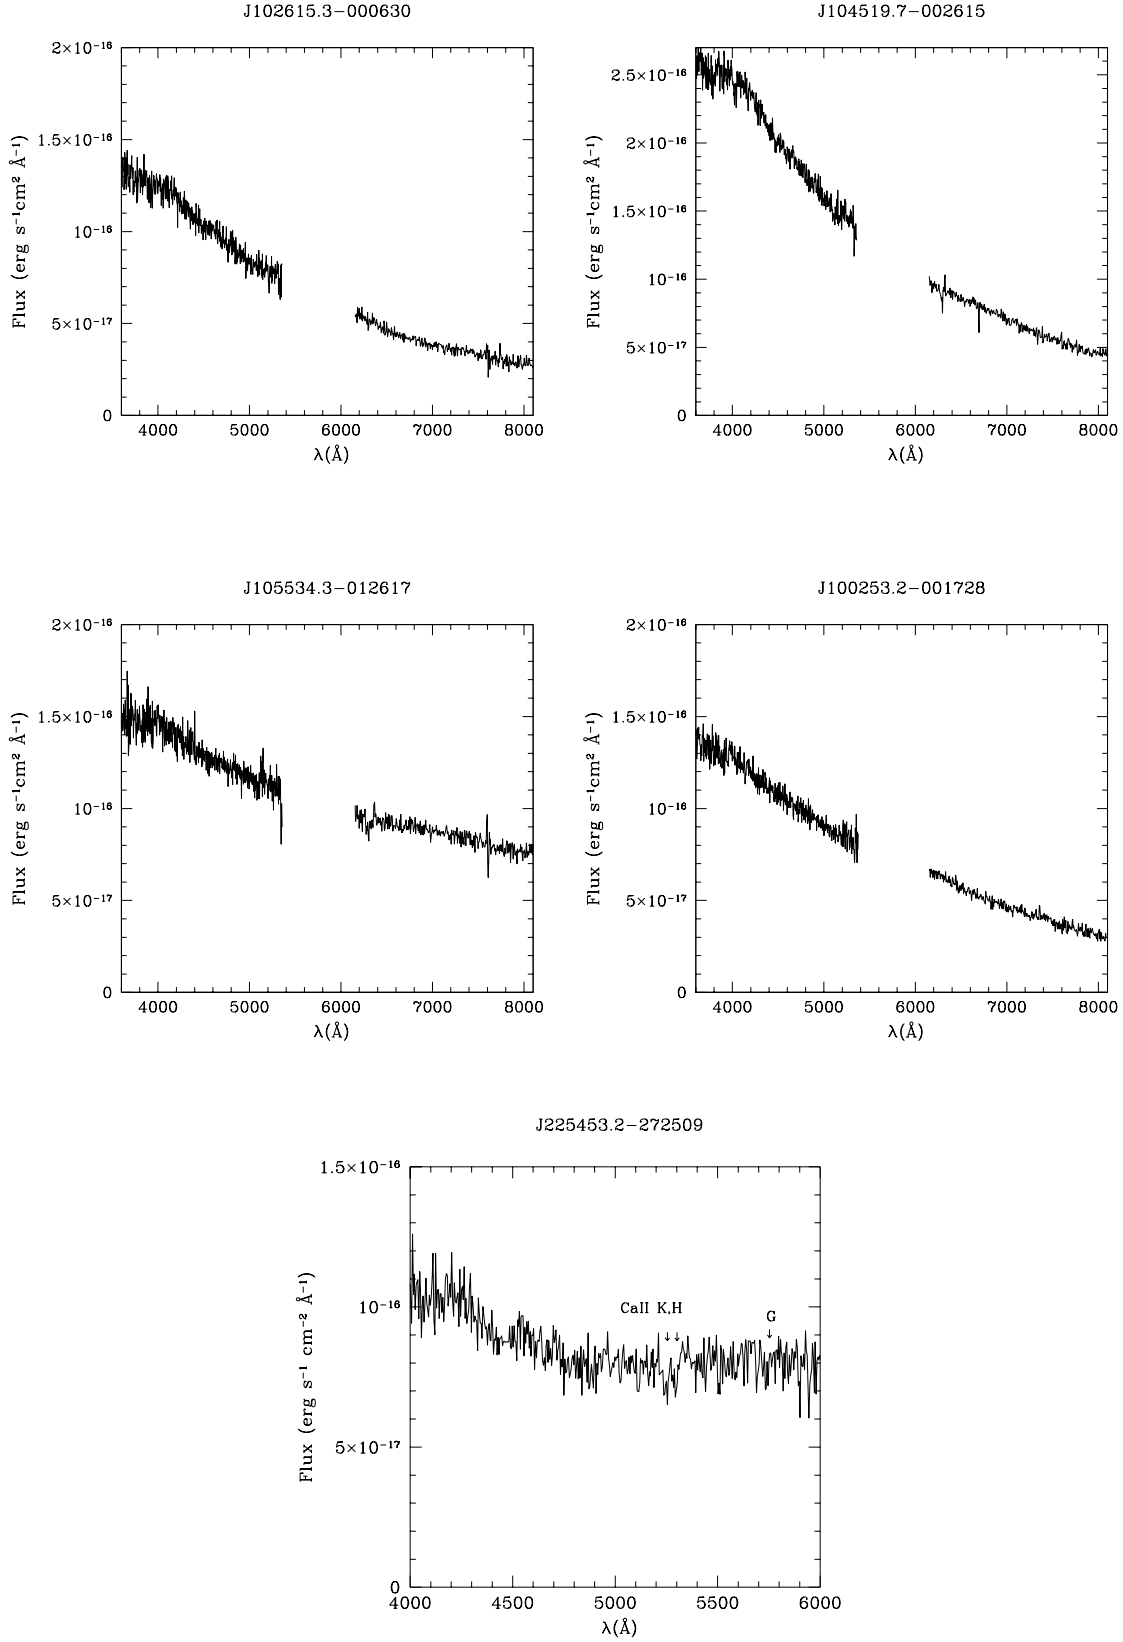 J102615.3−000630
J104519.7−002615
2×10⁻¹⁶
1.5×10⁻¹⁶
10⁻¹⁶
5×10⁻¹⁷
0
Flux (erg s⁻¹cm² Å⁻¹)
4000 5000 6000 7000 8000
λ(Å)
2.5×10⁻¹⁶
2×10⁻¹⁶
1.5×10⁻¹⁶
10⁻¹⁶
5×10⁻¹⁷
0
Flux (erg s⁻¹cm² Å⁻¹)
4000 5000 6000 7000 8000
λ(Å)
J105534.3−012617
J100253.2−001728
2×10⁻¹⁶
1.5×10⁻¹⁶
10⁻¹⁶
5×10⁻¹⁷
0
Flux (erg s⁻¹cm² Å⁻¹)
4000 5000 6000 7000 8000
λ(Å)
2×10⁻¹⁶
1.5×10⁻¹⁶
10⁻¹⁶
5×10⁻¹⁷
0
Flux (erg s⁻¹cm² Å⁻¹)
4000 5000 6000 7000 8000
λ(Å)
J225453.2−272509
1.5×10⁻¹⁶
10⁻¹⁶
5×10⁻¹⁷
0
Flux (erg s⁻¹ cm⁻² Å⁻¹)
CaII K,H
G
4000 4500 5000 5500 6000
λ(Å)